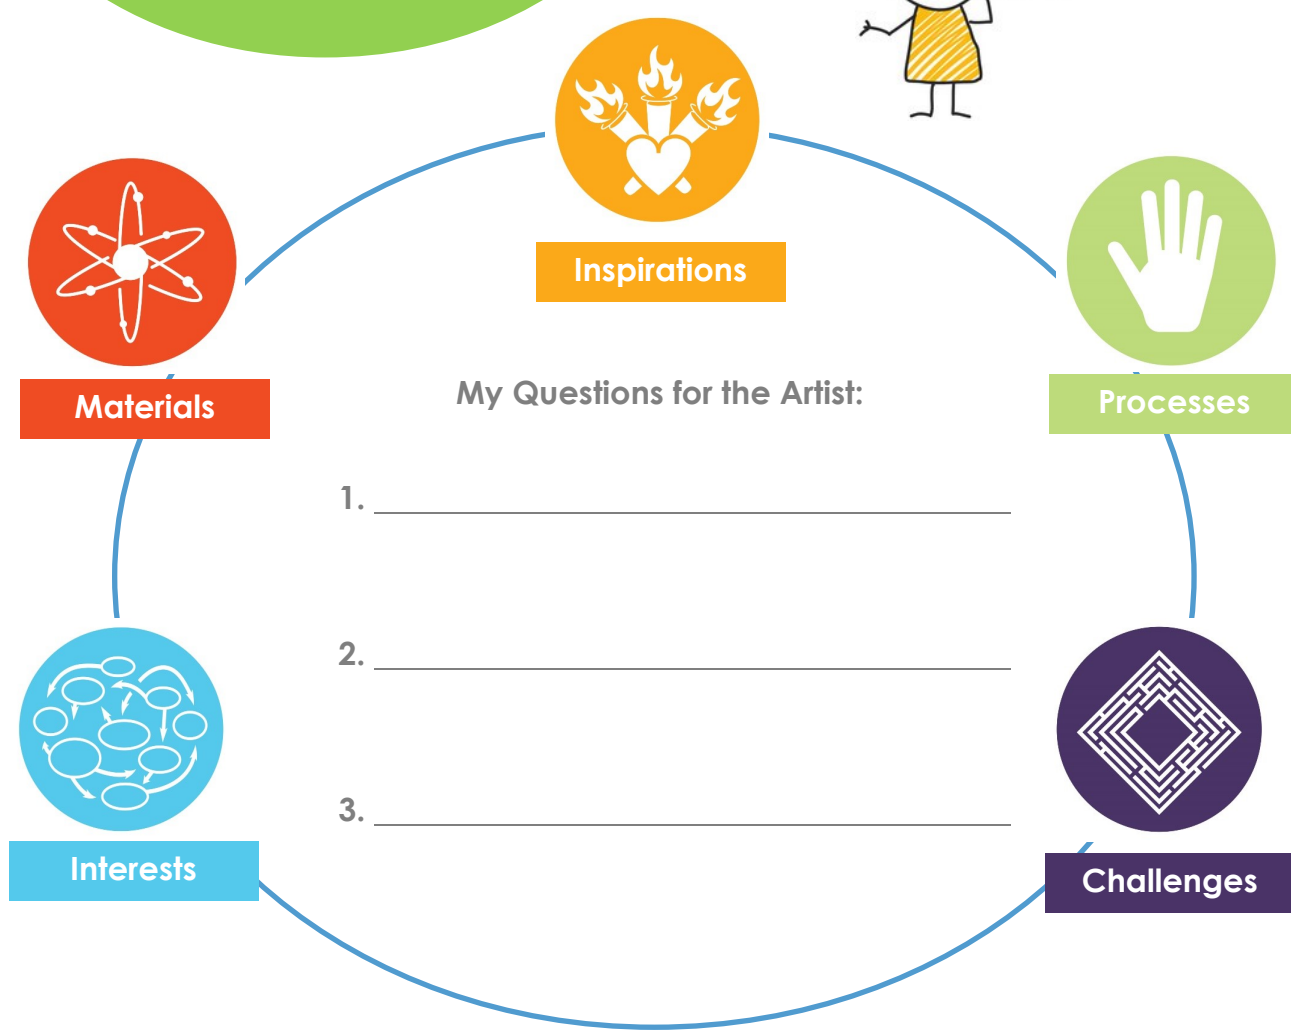 Inspirations
Materials
Processes
My Questions for the Artist:
1.
2.
3.
Interests
Challenges